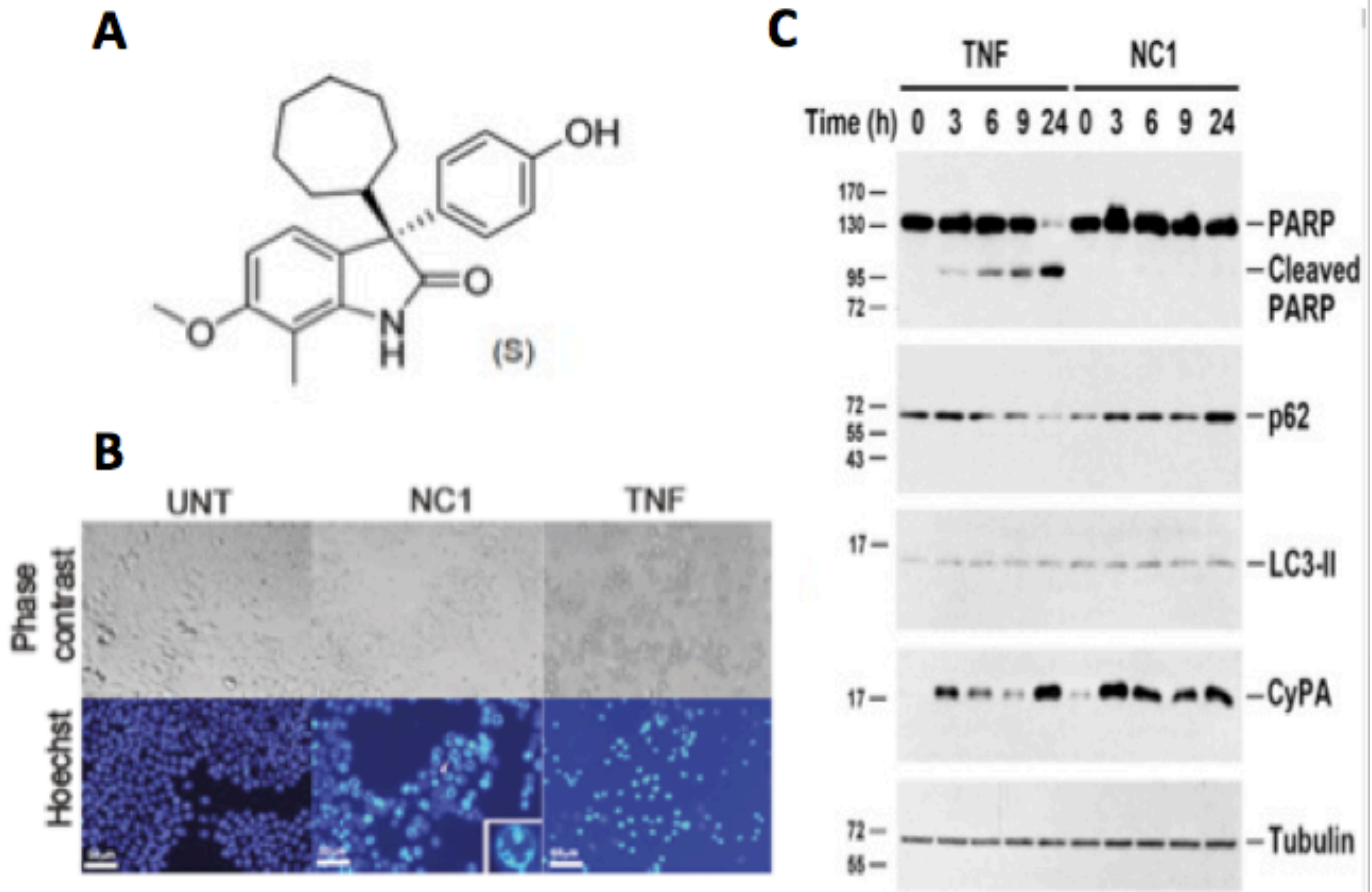 A
OH
O
N
H
O
(S)
B
UNT NC1 TNF
Phase contrast
Hoechst
C
TNF NC1
Time (h) 0 3 6 9 24 0 3 6 9 24
170
130
95
72
PARP
Cleaved
PARP
72
55
43
p62
17
LC3-II
17
CyPA
72
55
Tubulin